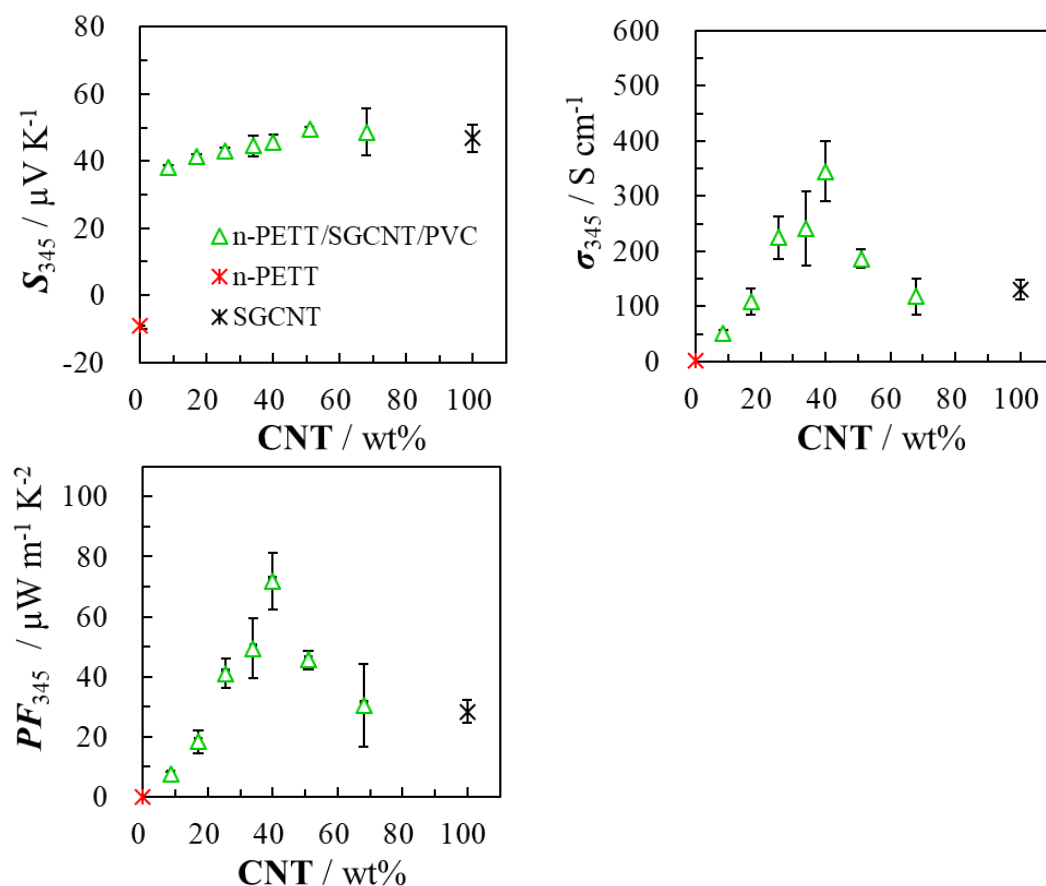 80
60
40
20
0
-20
S₃₄₅ / μV K⁻¹
n-PETT/SGCNT/PVC
n-PETT
SGCNT
0 20 40 60 80 100
CNT / wt%
600
500
400
300
200
100
0
σ₃₄₅ / S cm⁻¹
0 20 40 60 80 100
CNT / wt%
100
80
60
40
20
0
PF₃₄₅ / μW m⁻¹ K⁻²
0 20 40 60 80 100
CNT / wt%